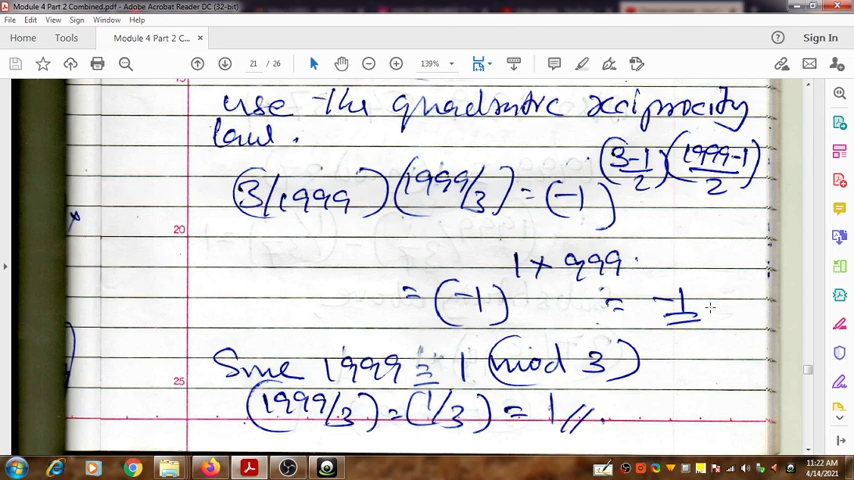 Module 4 Part 2 Combined.pdf - Adobe Acrobat Reader DC (32-bit)
File Edit View Sign Window Help
Home Tools Module 4 Part 2 C... × Sign In
21 / 26 139%
use the quadratic reciprocity
law.
(3/1999)(1999/3) = (-1)^((3-1)/2)((1999-1)/2)
20
= (-1)^(1×999) = -1
Since 1999 ≡ 1 (mod 3)
25
(1999/3) = (1/3) = 1 //.
11:22 AM
4/14/2021